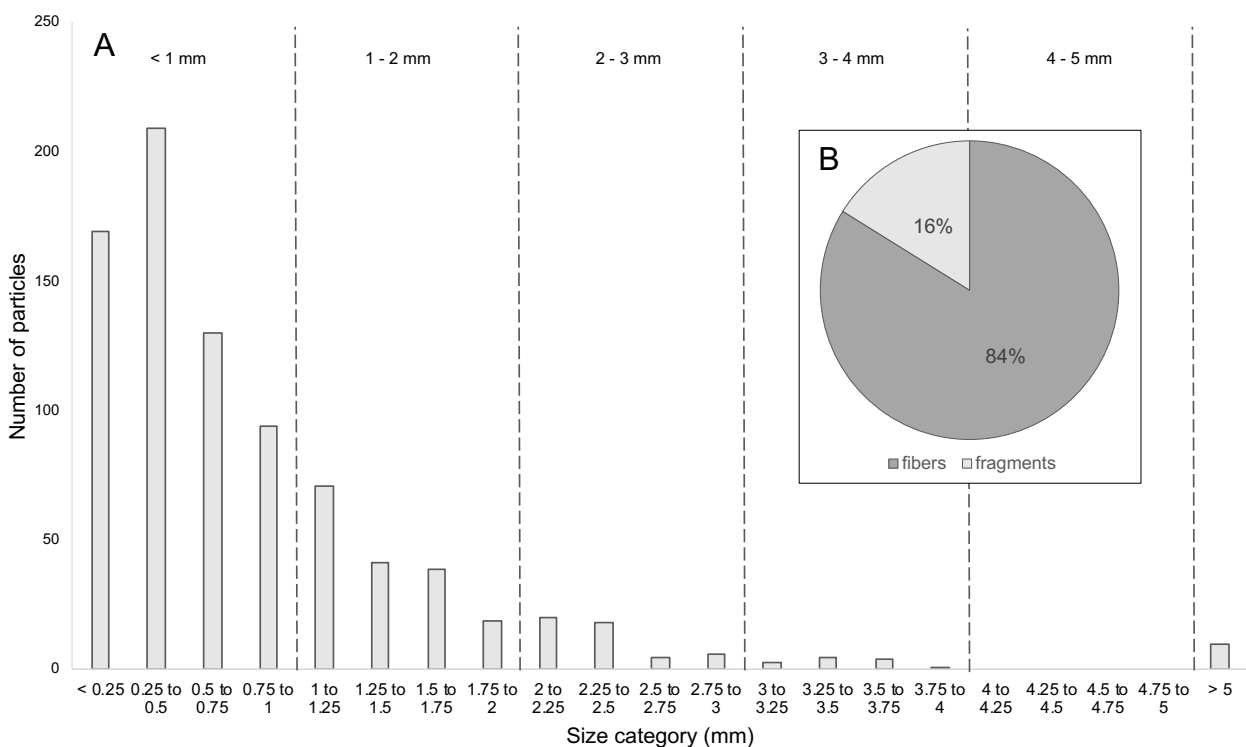 A
< 1 mm
1 - 2 mm
2 - 3 mm
3 - 4 mm
4 - 5 mm
250
200
150
100
50
0
Number of particles
B
16%
84%
fibers fragments
< 0.25
0.25 to
0.5
0.5 to
0.75
0.75 to
1
1 to
1.25
1.25 to
1.5
1.5 to
1.75
1.75 to
2
2 to
2.25
2.25 to
2.5
2.5 to
2.75
2.75 to
3
3 to
3.25
3.25 to
3.5
3.5 to
3.75
3.75 to
4
4 to
4.25
4.25 to
4.5
4.5 to
4.75
4.75 to
5
> 5
Size category (mm)